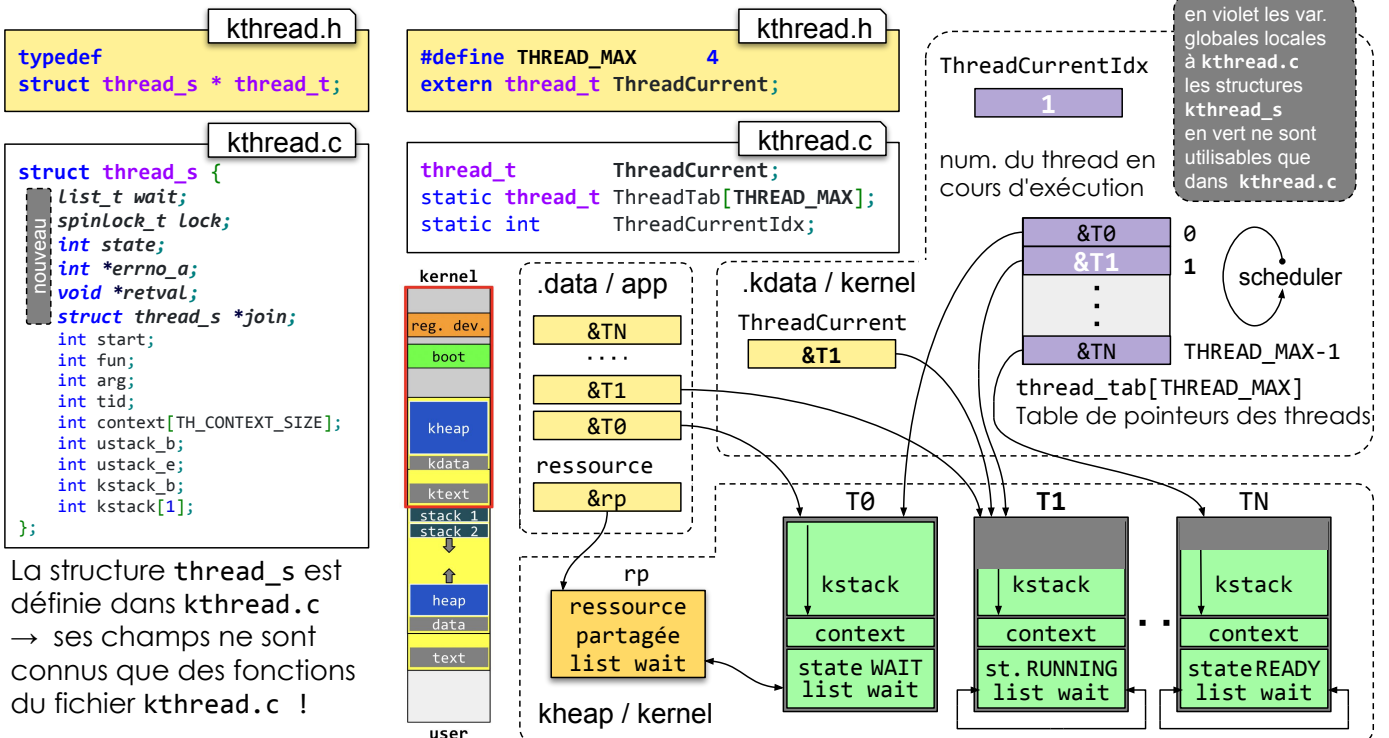 kthread.h
typedef
struct thread_s * thread_t;
kthread.c
struct thread_s {
nouveau
list_t wait;
spinlock_t lock;
int state;
int *errno_a;
void *retval;
struct thread_s *join;
int start;
int fun;
int arg;
int tid;
int context[TH_CONTEXT_SIZE];
int ustack_b;
int ustack_e;
int kstack_b;
int kstack[1];
};
La structure thread_s est
définie dans kthread.c
→ ses champs ne sont
connus que des fonctions
du fichier kthread.c !
kthread.h
#define THREAD_MAX 4
extern thread_t ThreadCurrent;
kthread.c
thread_t ThreadCurrent;
static thread_t ThreadTab[THREAD_MAX];
static int ThreadCurrentIdx;
kernel
reg. dev.
boot
kheap
kdata
ktext
stack 1
stack 2
heap
data
text
user
.data / app
&TN
....
&T1
&T0
ressource
&rp
.kdata / kernel
ThreadCurrent
&T1
ThreadCurrentIdx
1
num. du thread en
cours d'exécution
en violet les var.
globales locales
à kthread.c
les structures
kthread_s
en vert ne sont
utilisables que
dans kthread.c
&T0 0
&T1 1
.
.
.
&TN THREAD_MAX-1
scheduler
thread_tab[THREAD_MAX]
Table de pointeurs des threads
rp
ressource
partagée
list wait
kheap / kernel
T0
kstack
context
state WAIT
list wait
T1
kstack
context
st. RUNNING
list wait
. .
TN
kstack
context
state READY
list wait